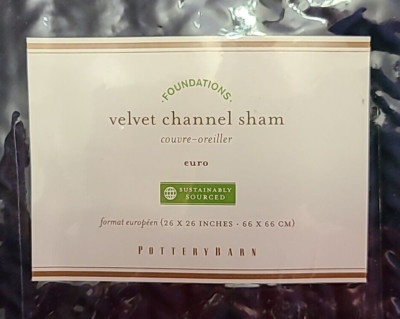 ·FOUNDATIONS·
velvet channel sham
couvre-oreiller
euro
SUSTAINABLY
SOURCED
format européen (26 X 26 INCHES - 66 X 66 CM)
POTTERYBARN